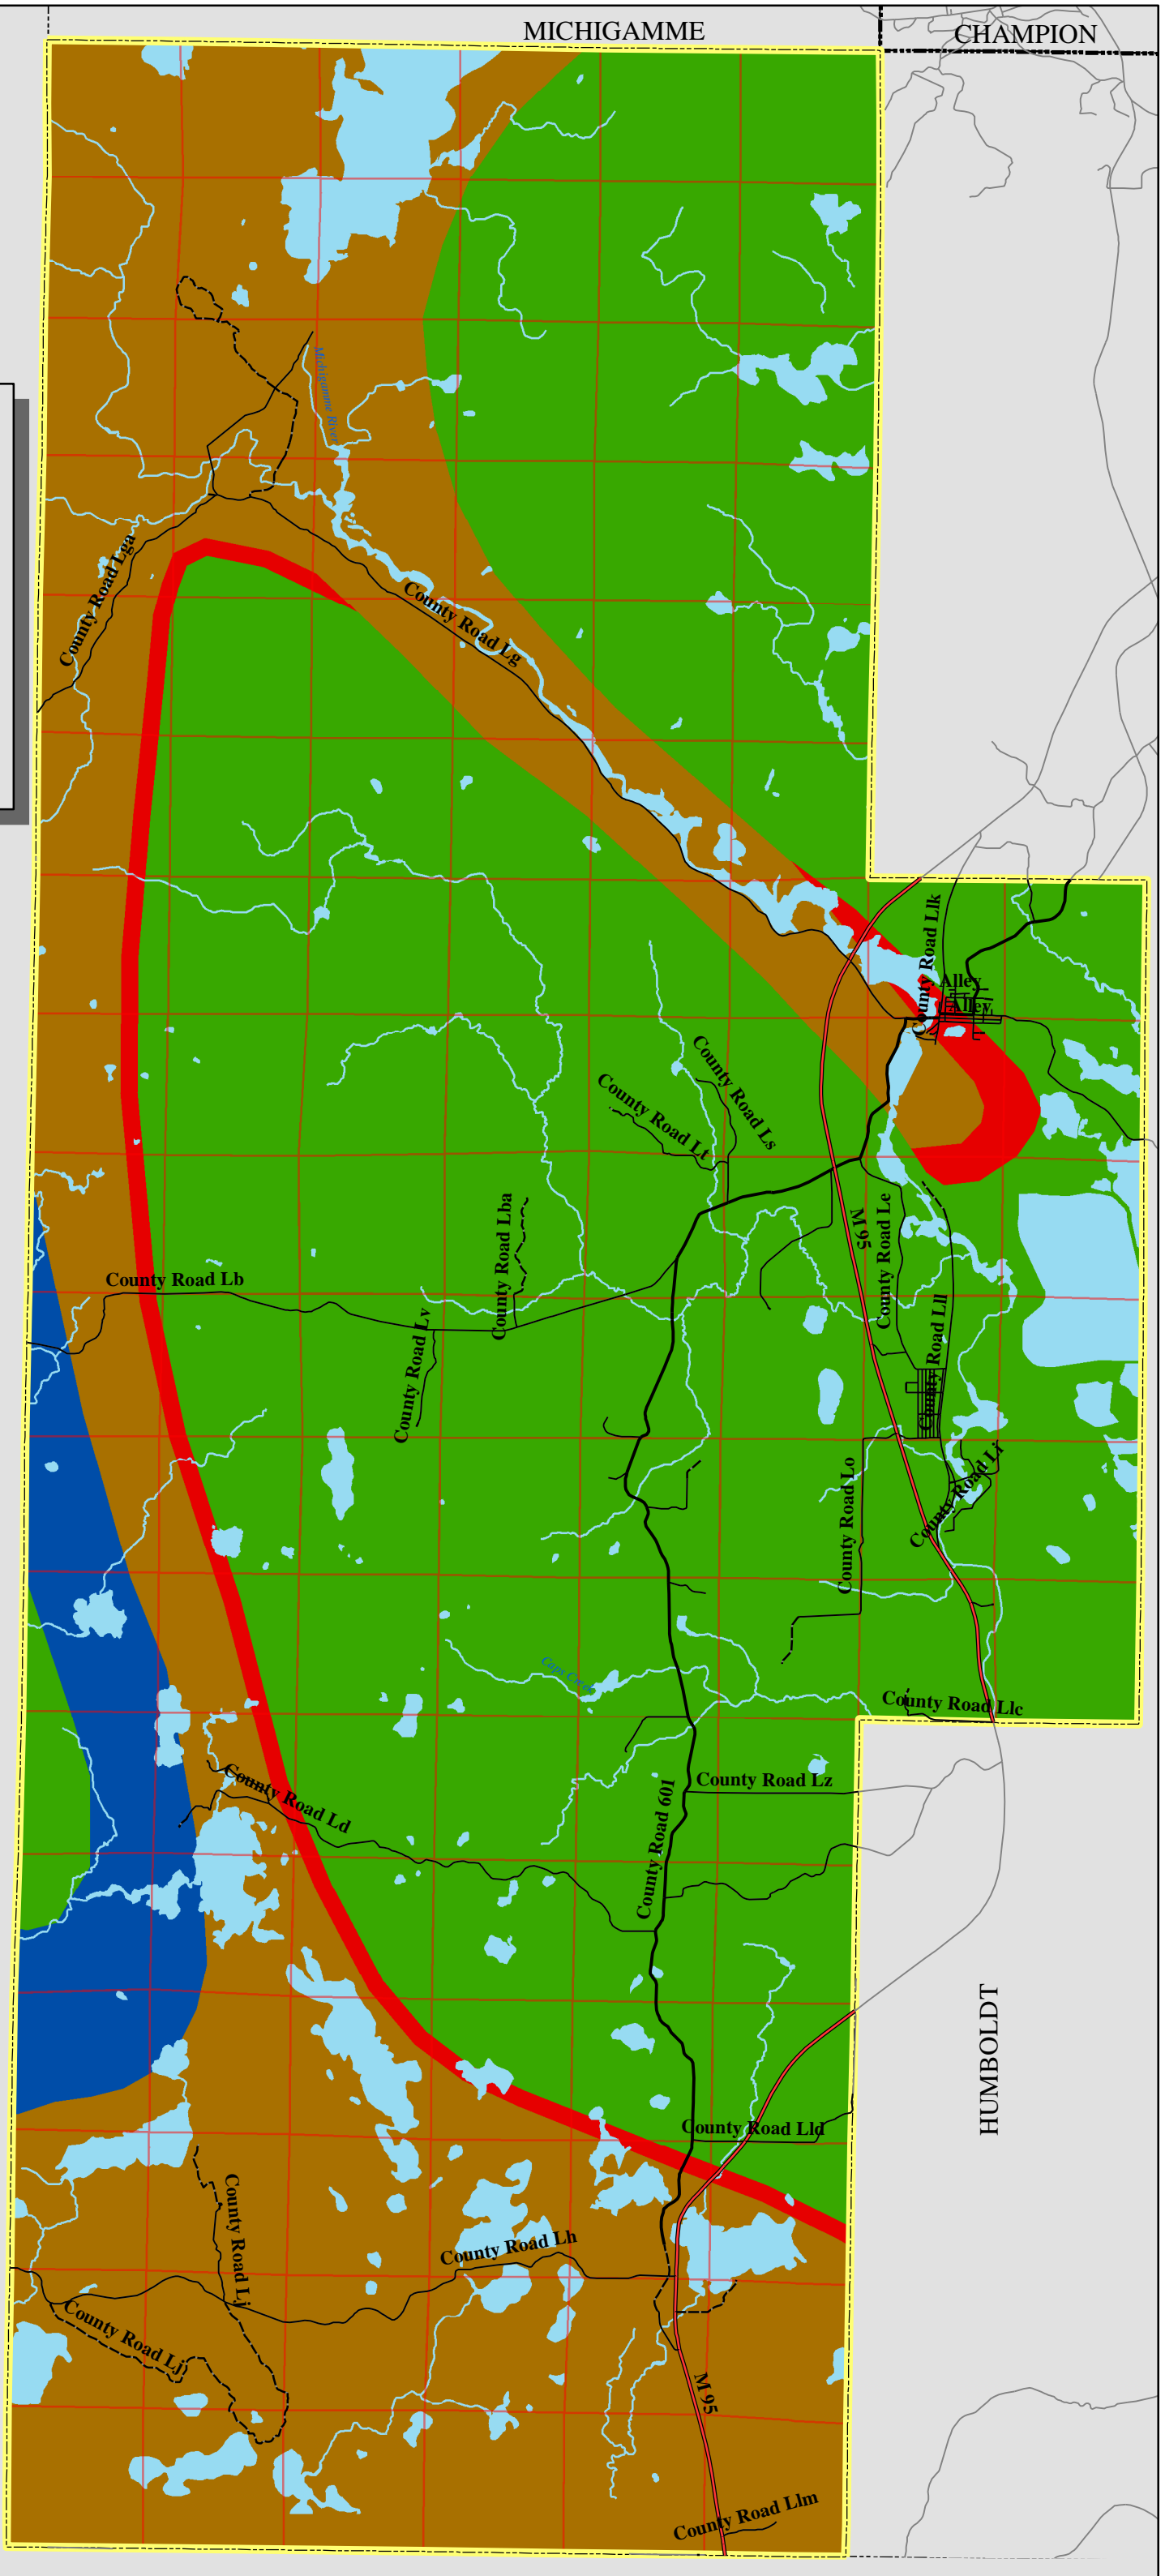 MICHIGAMME
CHAMPION
Michigamme River
County Road Lga
County Road Lg
County Road Llk
Alley
Alley
County Road Ls
County Road Lt
County Road Lba
M 95
County Road Le
County Road Lb
County Road Lv
County Road Lll
County Road Li
County Road Lo
Caps Creek
County Road Llc
County Road Ld
County Road Lz
County Road 601
HUMBOLDT
County Road Lld
County Road Lj
County Road Lh
County Road Lj
M 95
County Road Llm